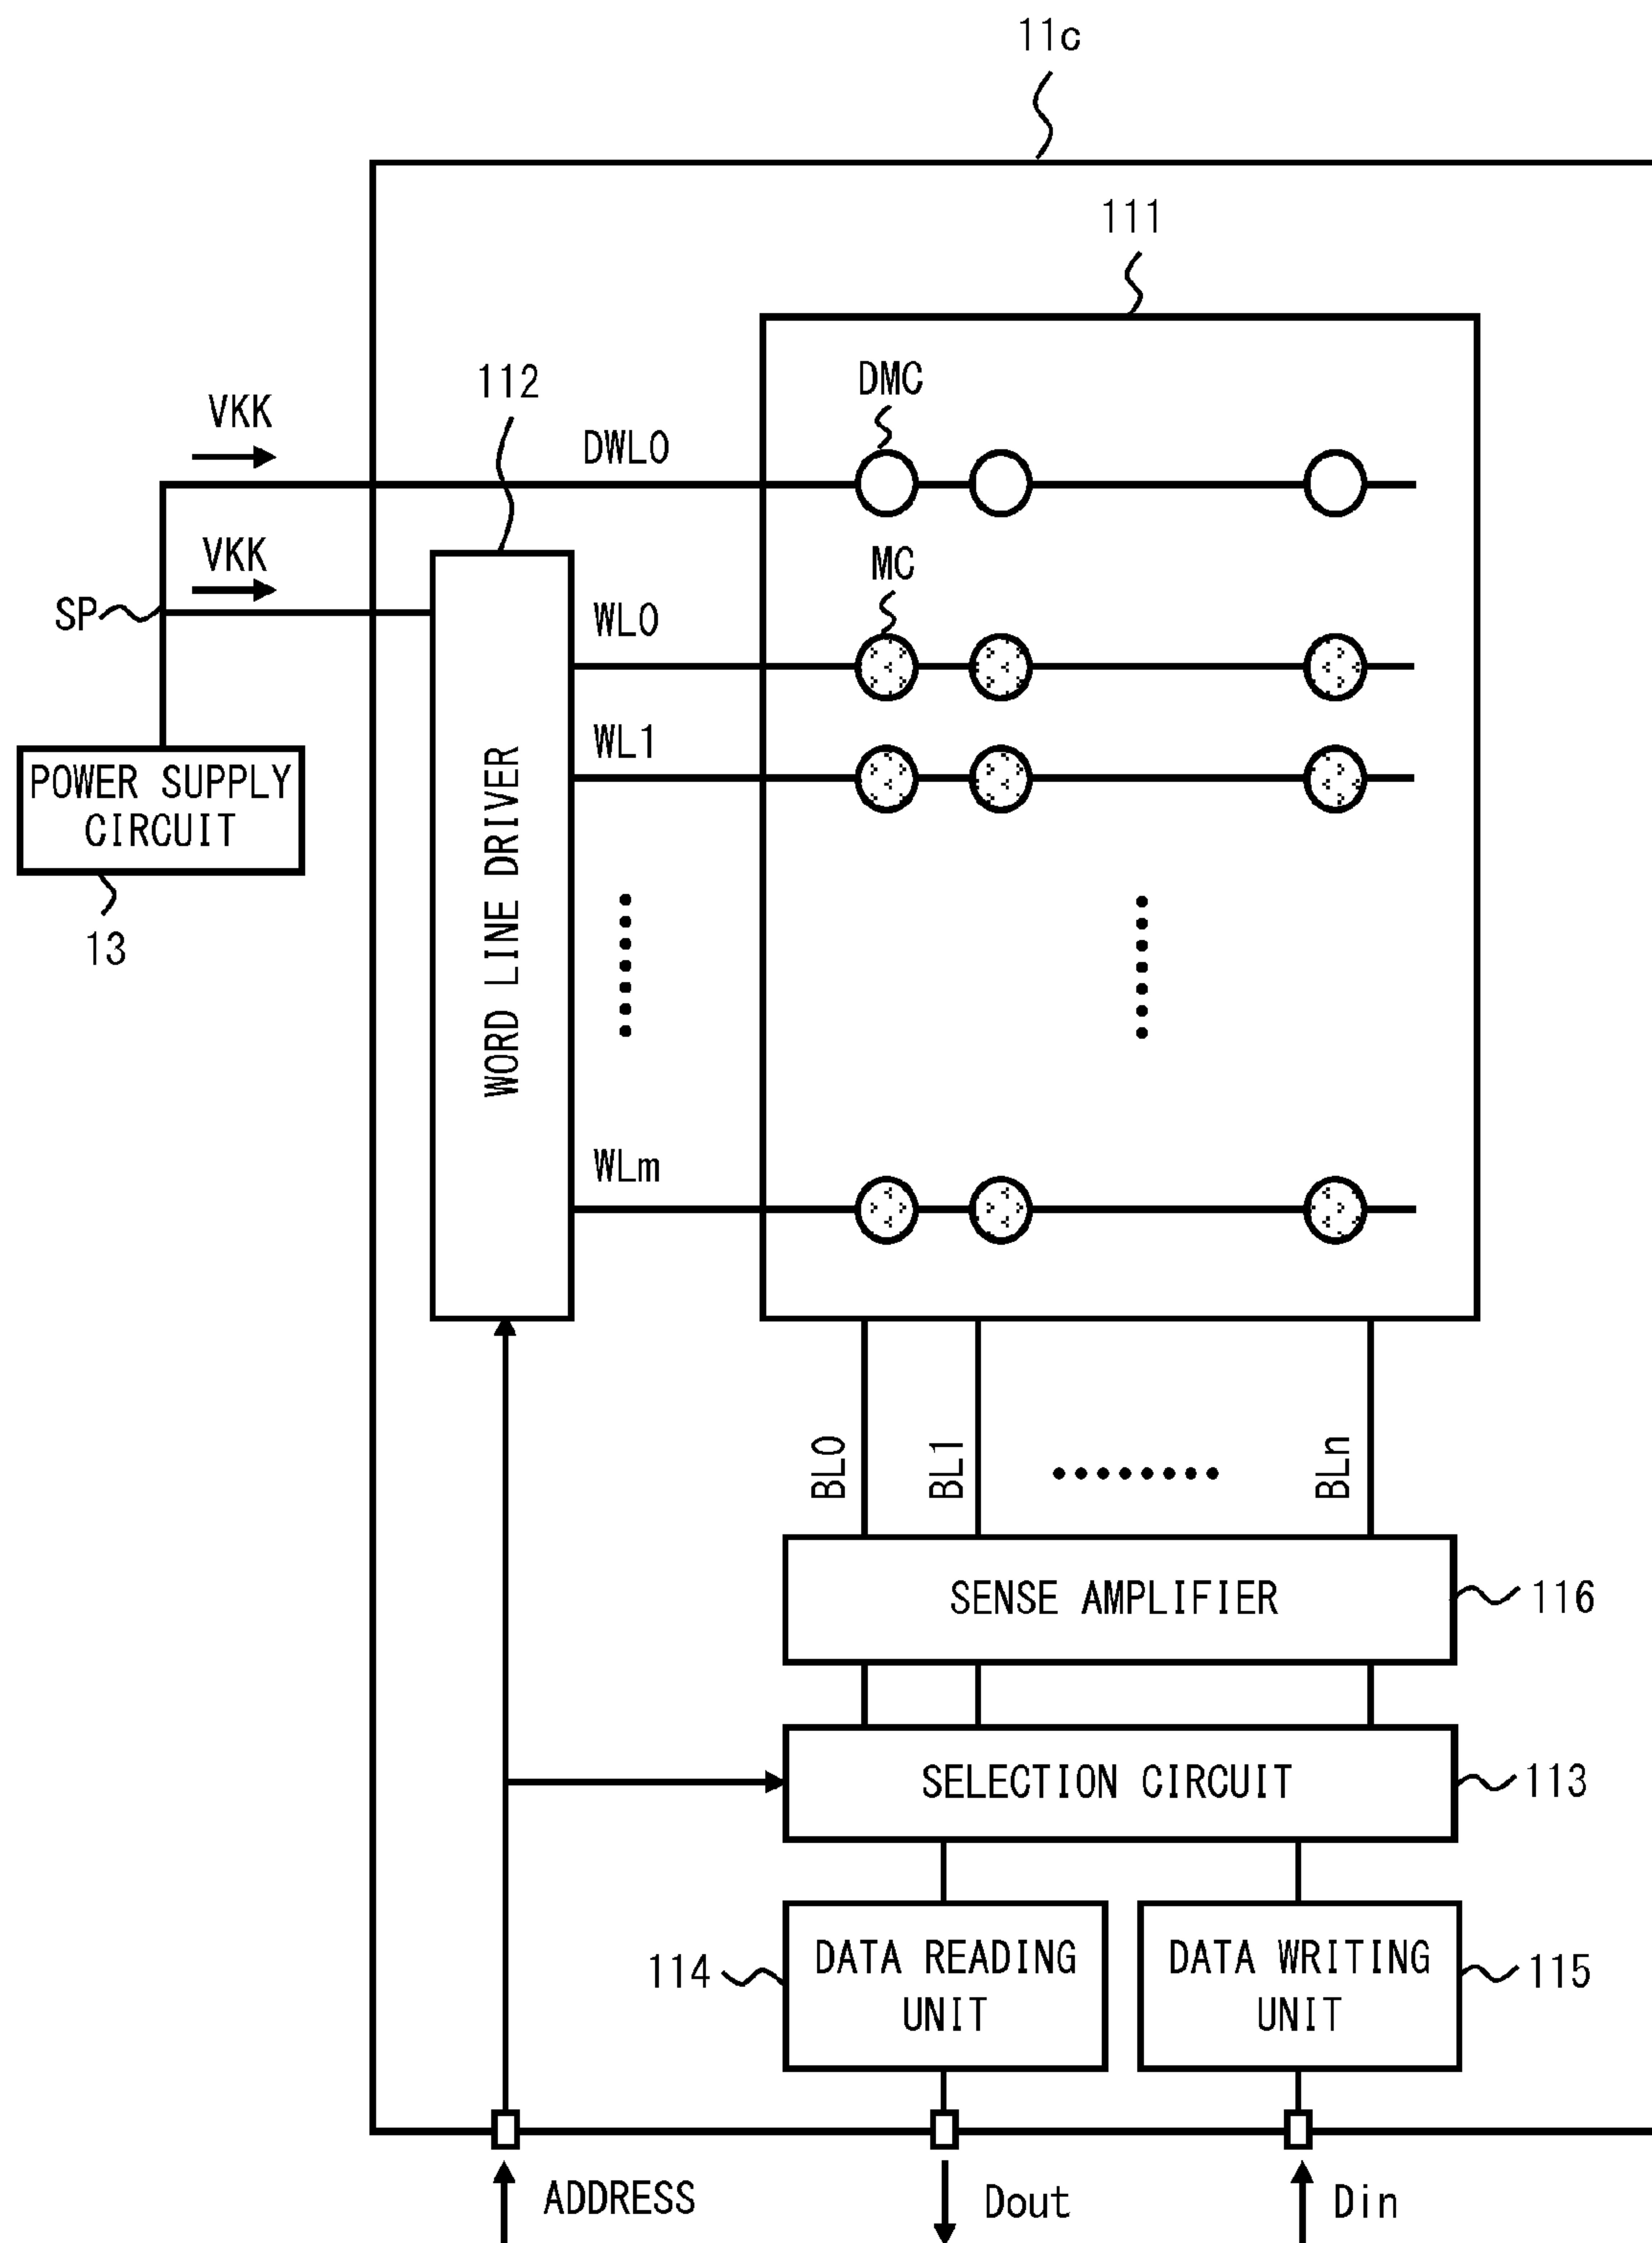 11c
111
112
DMC
VKK
DWL0
VKK
MC
SP
WL0
WL1
POWER SUPPLY
CIRCUIT
13
WORD LINE DRIVER
WLm
BL0
BL1
BLn
SENSE AMPLIFIER
116
SELECTION CIRCUIT
113
114
DATA READING
UNIT
DATA WRITING
UNIT
115
ADDRESS
Dout
Din